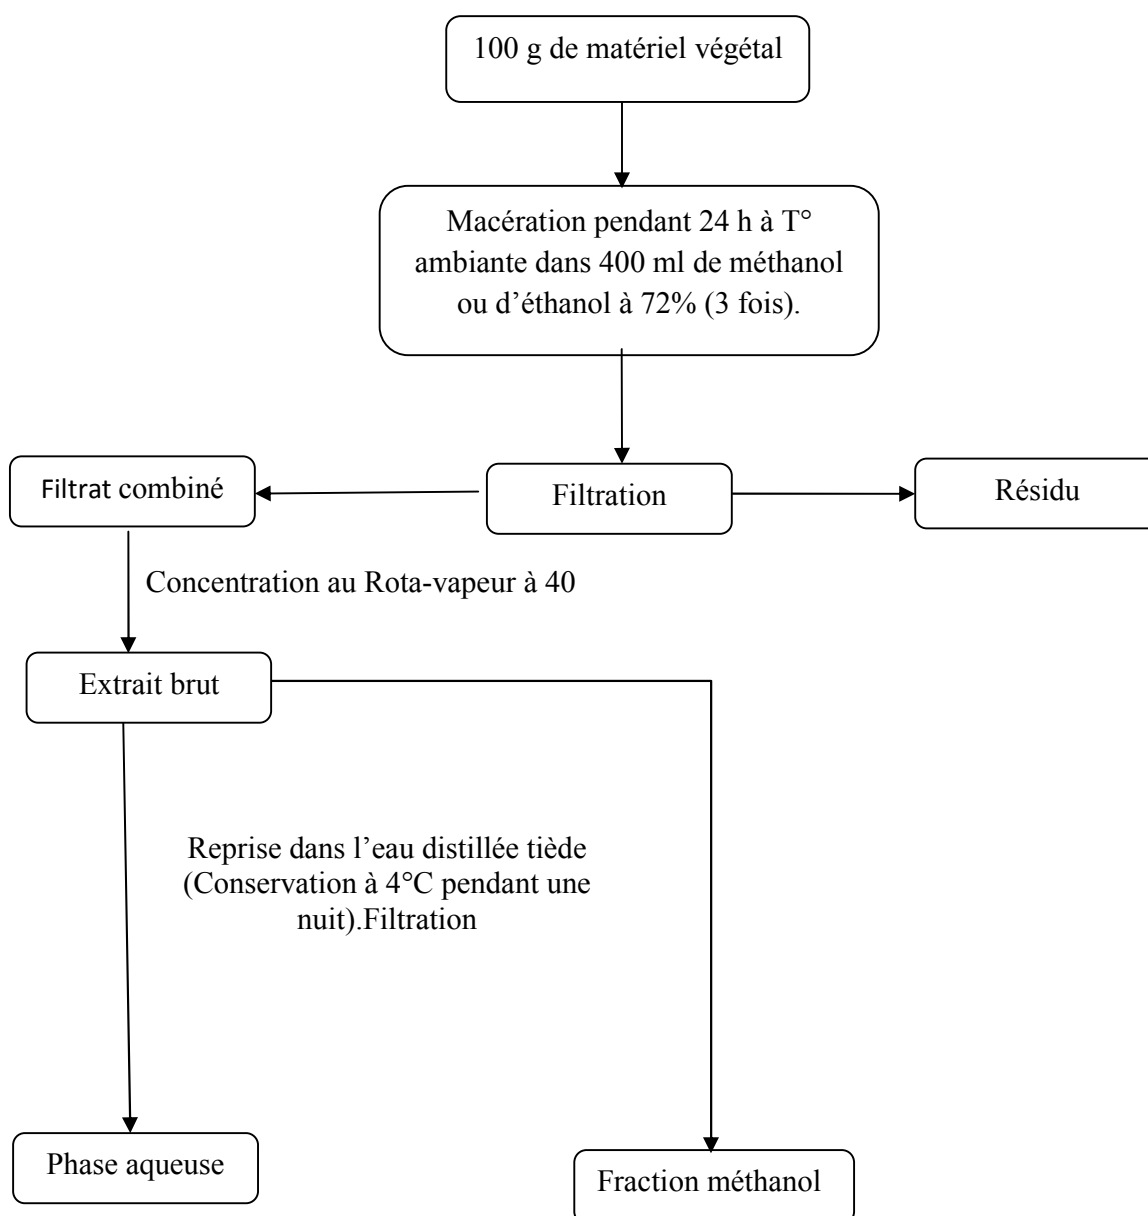 100 g de matériel végétal
Macération pendant 24 h à T°
ambiante dans 400 ml de méthanol
ou d’éthanol à 72% (3 fois).
Filtrat combiné
Filtration
Résidu
Concentration au Rota-vapeur à 40
Extrait brut
Reprise dans l’eau distillée tiède
(Conservation à 4°C pendant une
nuit).Filtration
Phase aqueuse
Fraction méthanol